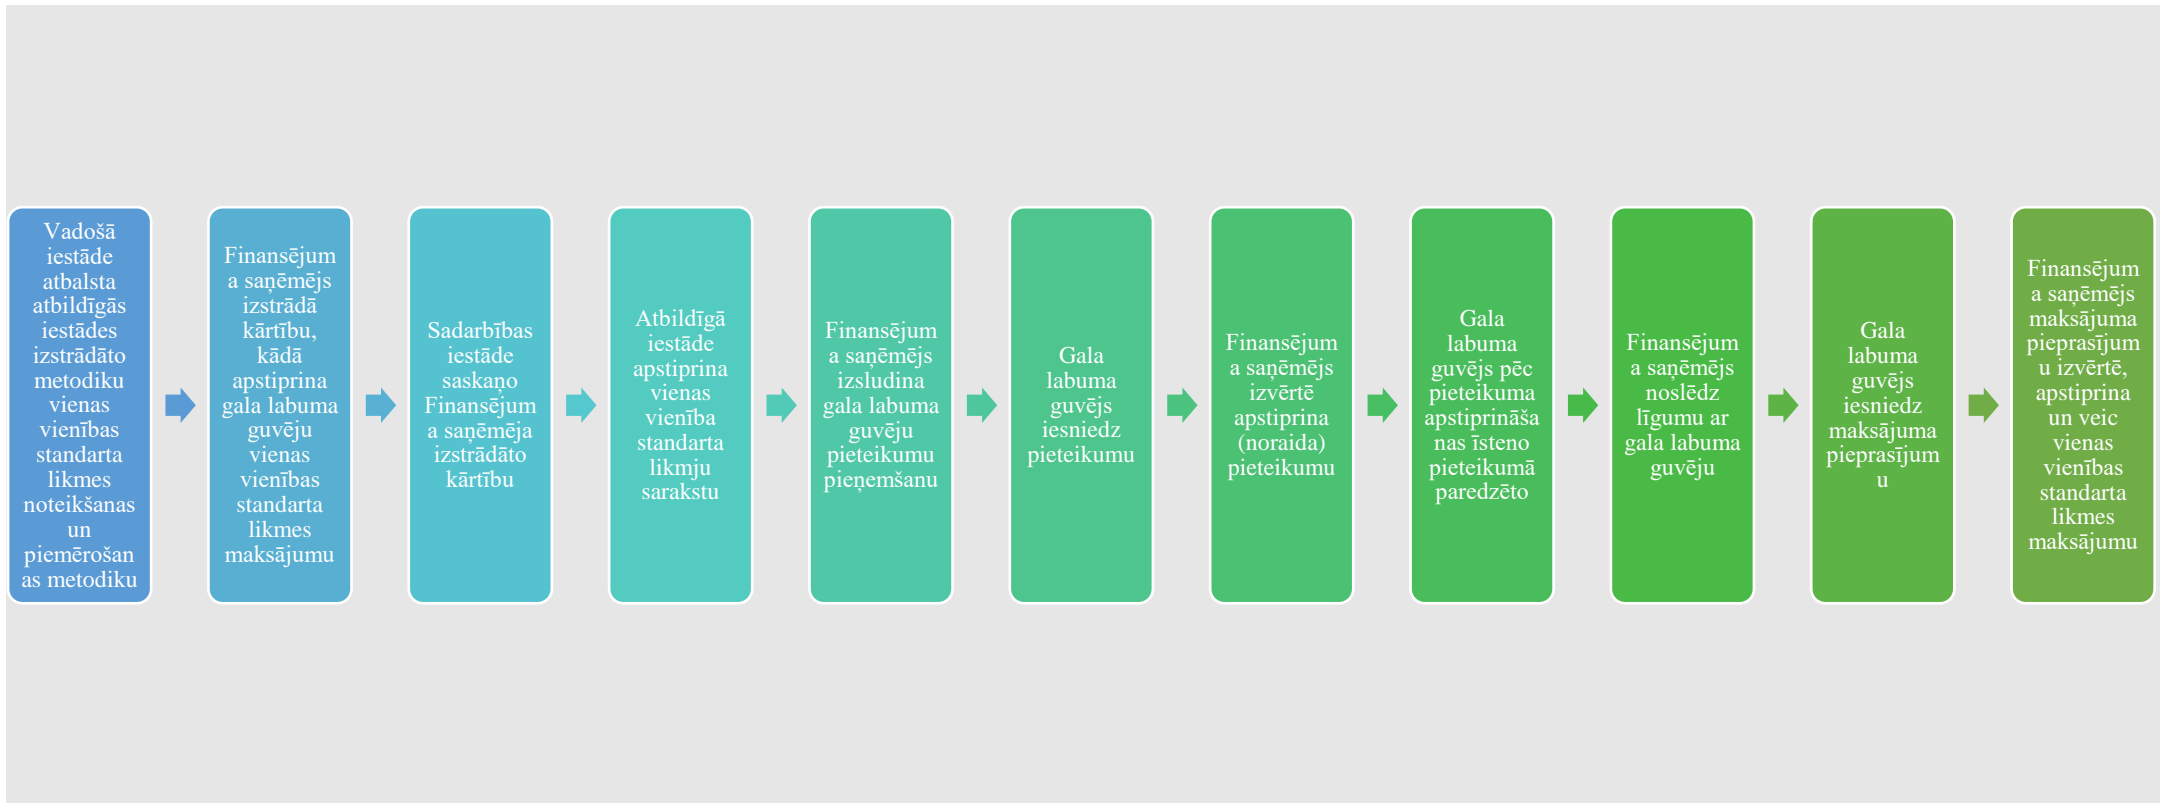 Vadošā
iestāde
atbalsta
atbildīgās
iestādes
izstrādāto
metodiku
vienas
vienības
standarta
likmes
noteikšanas
un
piemērošan
as metodiku
Finansējum
a saņēmējs
izstrādā
kārtību,
kādā
apstiprina
gala labuma
guvēju
vienas
vienības
standarta
likmes
maksājumu
Sadarbības
iestāde
saskaņo
Finansējum
a saņēmēja
izstrādāto
kārtību
Atbildīgā
iestāde
apstiprina
vienas
vienība
standarta
likmju
sarakstu
Finansējum
a saņēmējs
izsludina
gala labuma
guvēju
pieteikumu
pieņemšanu
Gala
labuma
guvējs
iesniedz
pieteikumu
Finansējum
a saņēmējs
izvērtē
apstiprina
(noraida)
pieteikumu
Gala
labuma
guvējs pēc
pieteikuma
apstiprināša
nas īsteno
pieteikumā
paredzēto
Finansējum
a saņēmējs
noslēdz
līgumu ar
gala labuma
guvēju
Gala
labuma
guvējs
iesniedz
maksājuma
pieprasījum
u
Finansējum
a saņēmējs
maksājuma
pieprasījum
u izvērtē,
apstiprina
un veic
vienas
vienības
standarta
likmes
maksājumu